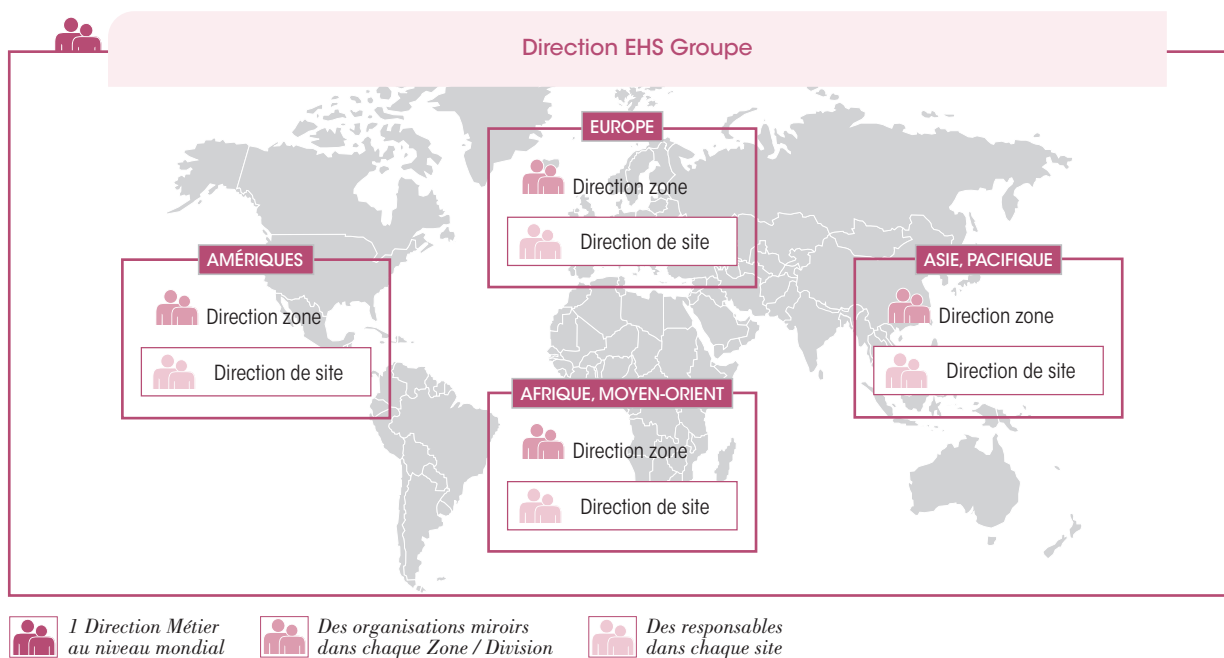 Direction EHS Groupe
EUROPE
Direction zone
Direction de site
AMÉRIQUES
Direction zone
Direction de site
ASIE, PACIFIQUE
Direction zone
Direction de site
AFRIQUE, MOYEN-ORIENT
Direction zone
Direction de site
1 Direction Métier
au niveau mondial
Des organisations miroirs
dans chaque Zone / Division
Des responsables
dans chaque site